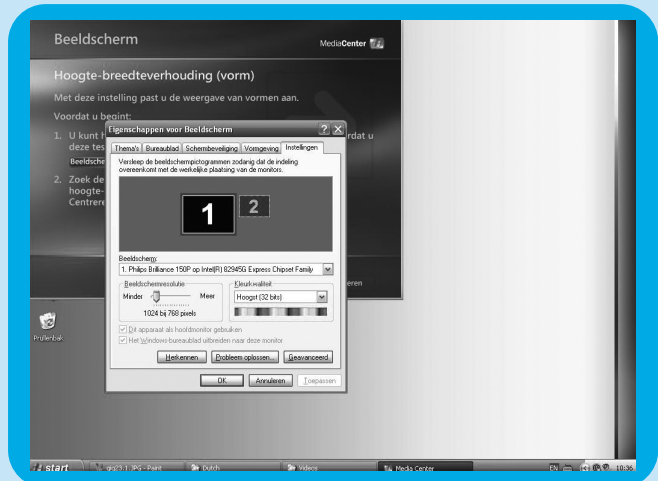 Beeldscherm
MediaCenter
Hoogte-breedteverhouding (vorm)
Met deze instelling past u de weergave van vormen aan.
Voordat u begint:
1. U kunt h
rdat u
deze tes
Beeldsche
2. Zoek de
hoogte-
Centrere
eren
Eigenschappen voor Beeldscherm
Thema's Bureaublad Schermbeveiliging Vormgeving Instellingen
Versleep de beeldschermpictogrammen zodanig dat de indeling
overeenkomt met de werkelijke plaatsing van de monitors.
1 2
Beeldscherm:
1. Philips Brilliance 150P op Intel(R) 82945G Express Chipset Family
Beeldschermresolutie
Minder Meer
1024 bij 768 pixels
Kleurkwaliteit
Hoogst (32 bits)
Dit apparaat als hoofdmonitor gebruiken
Het Windows-bureaublad uitbreiden naar deze monitor
Herkennen Probleem oplossen... Geavanceerd
OK Annuleren Toepassen
Prullenbak
start Dutch Videos Media Center EN 10:36